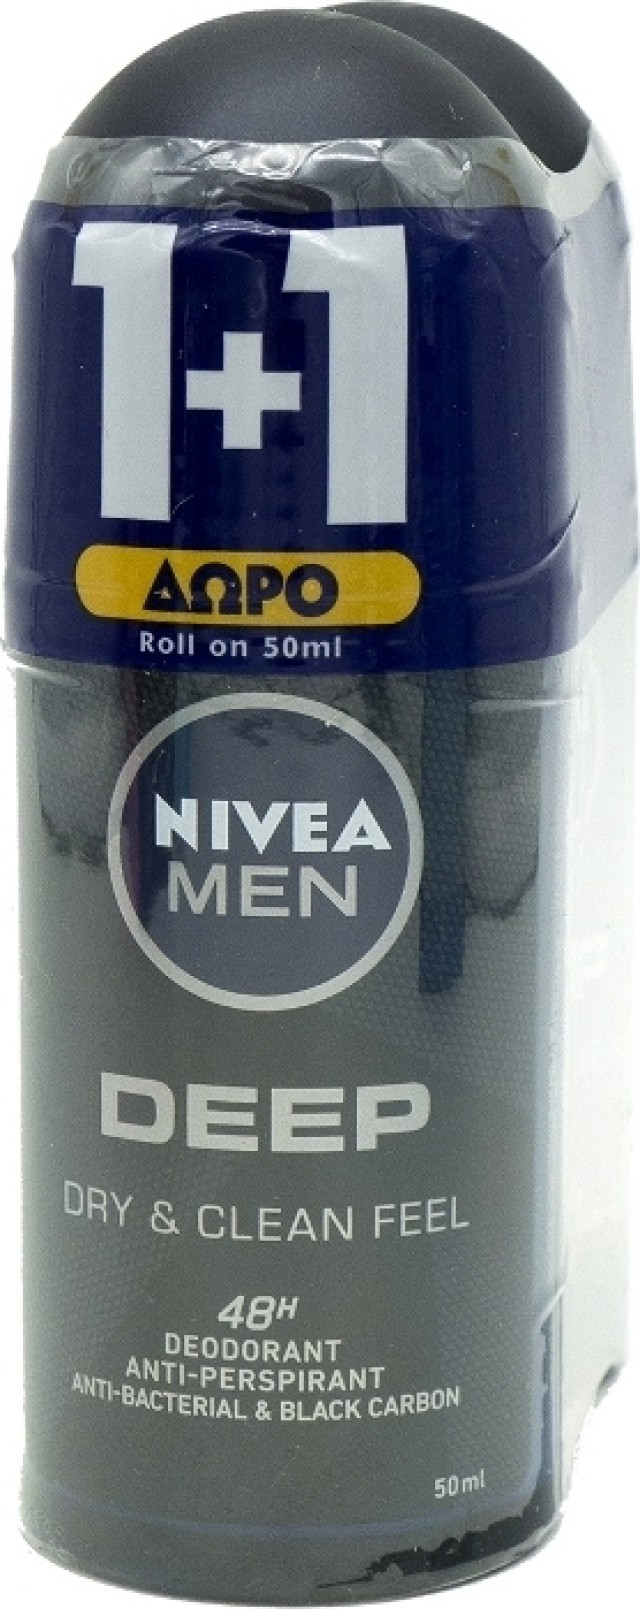 1+1
ΔΩΡΟ
Roll on 50ml
NIVEA
MEN
DEEP
DRY & CLEAN FEEL
48H
DEODORANT
ANTI-PERSPIRANT
ANTI-BACTERIAL & BLACK CARBON
50ml